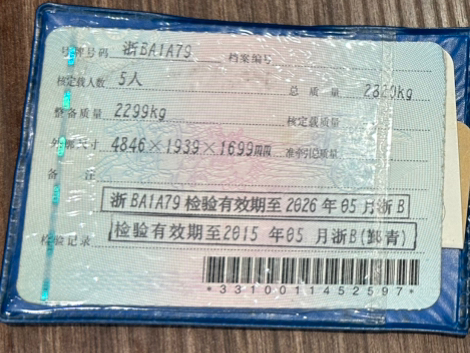 号牌号码 浙BA1A79 档案编号
核定载人数 5人 总质量 2320kg
整备质量 2299kg 核定载质量
外廓尺寸 4846×1939×1699mm 准牵引总质量
备注
浙BA1A79 检验有效期至2026年05月浙B
检验记录 检验有效期至2015年05月浙B(鄞青)
*3310011452597*